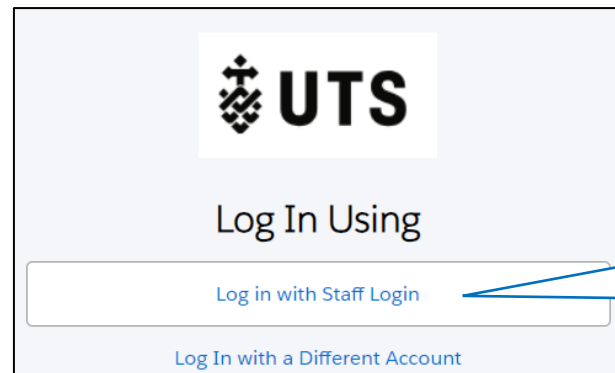 UTS
Log In Using
Log in with Staff Login
Log In with a Different Account